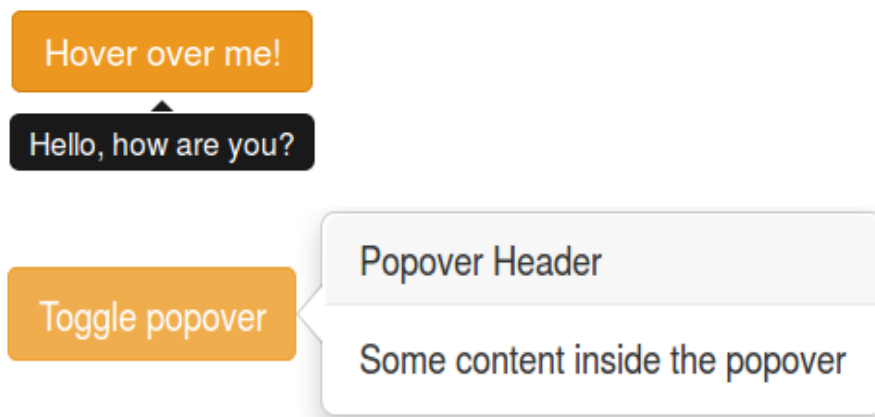 Hover over me!
Hello, how are you?
Popover Header
Toggle popover
Some content inside the popover